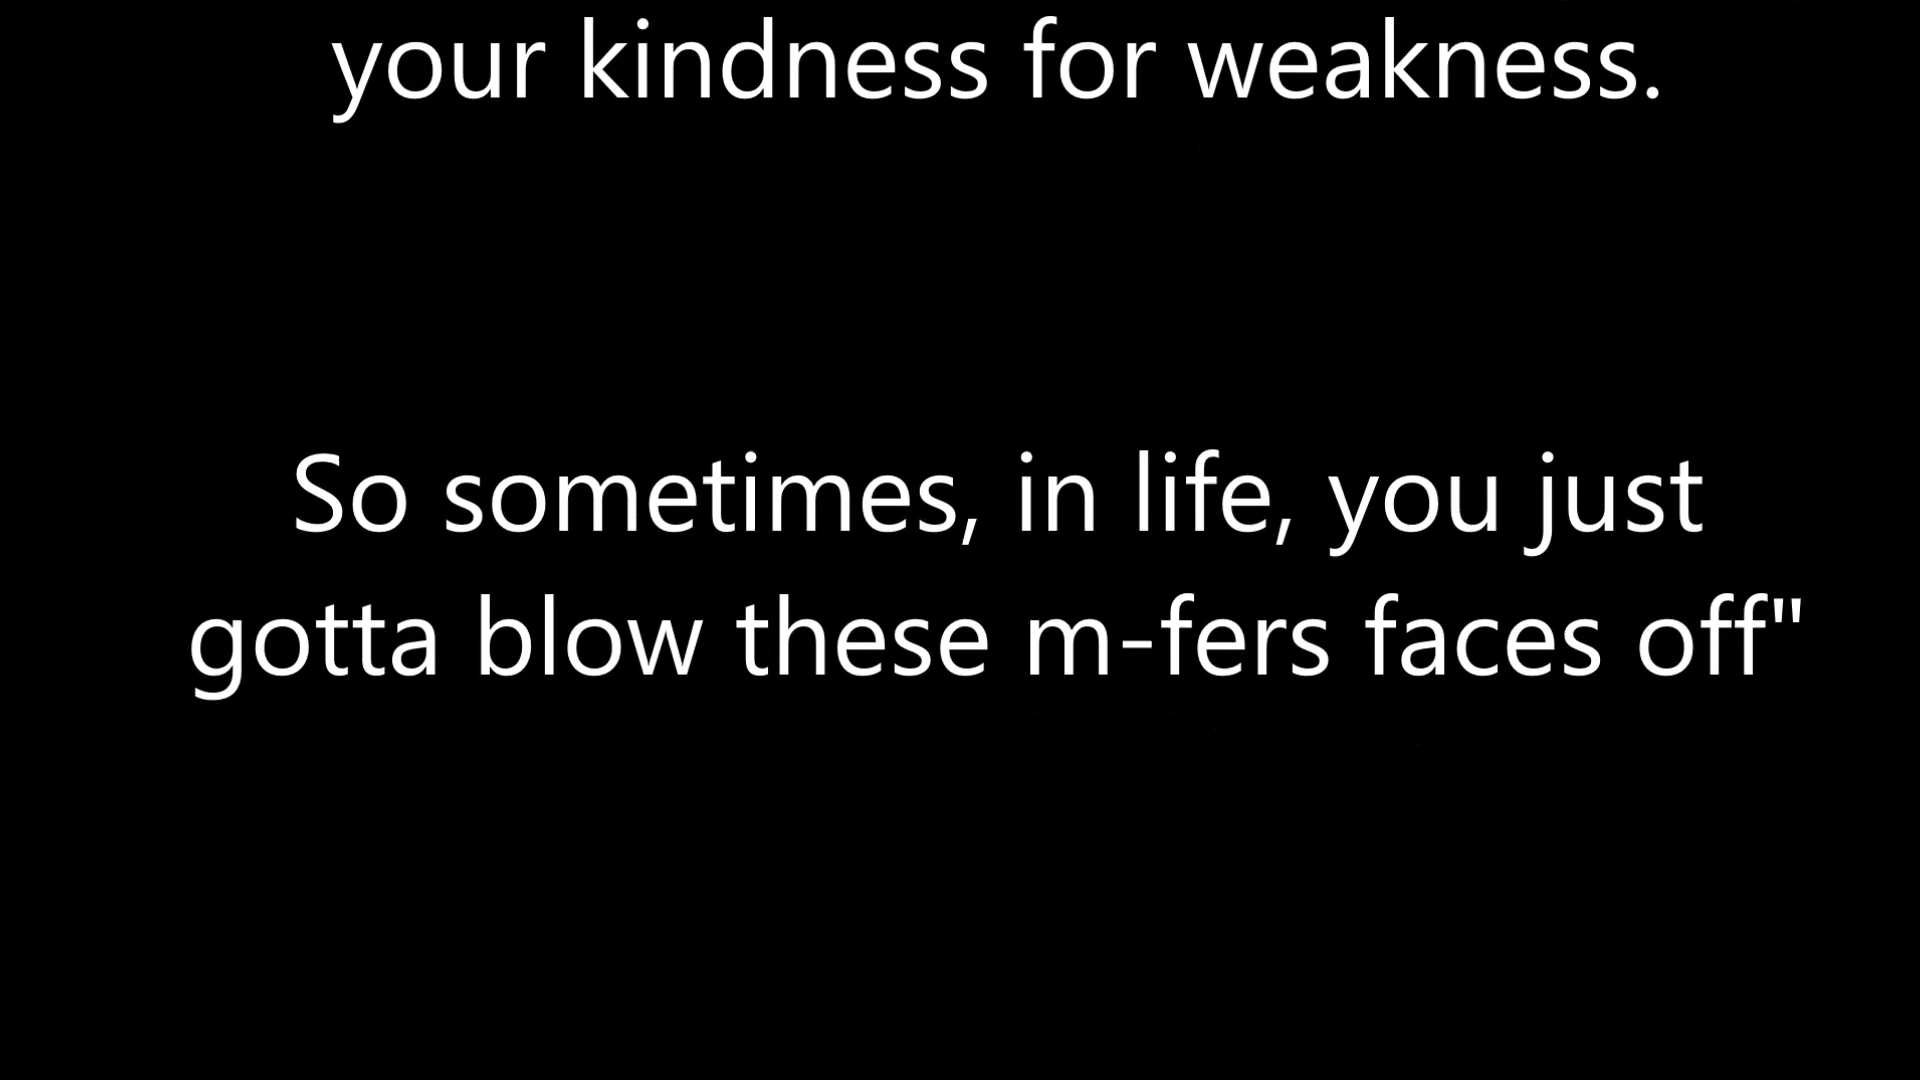 your kindness for weakness.
So sometimes, in life, you just
gotta blow these m-fers faces off"